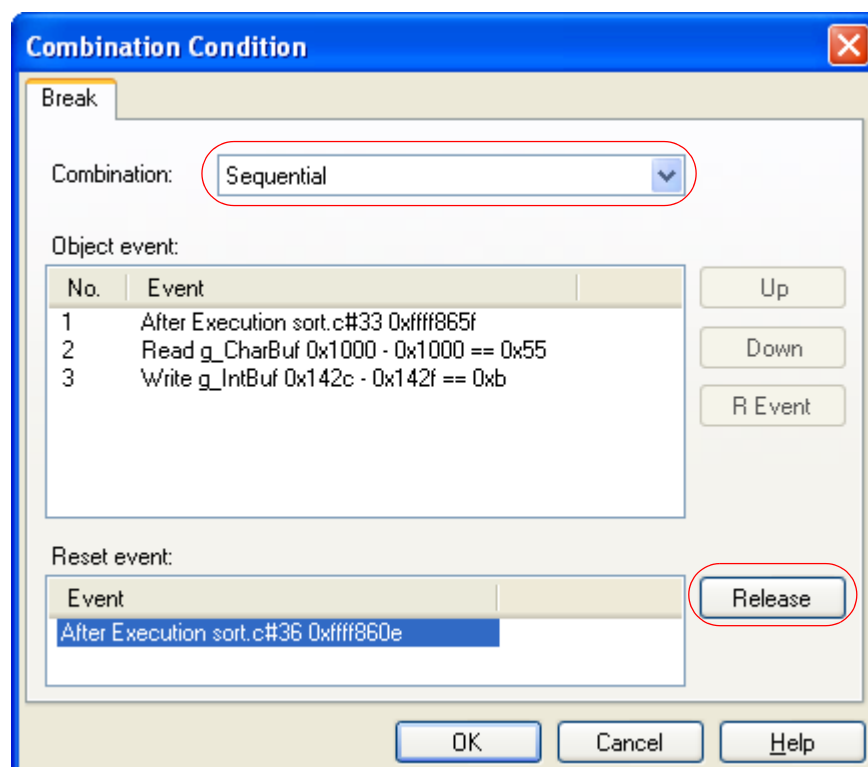 Combination Condition
Break
Combination: Sequential
Object event:
No. Event
1 After Execution sort.c#33 0xffff865f
2 Read g_CharBuf 0x1000 - 0x1000 == 0x55
3 Write g_IntBuf 0x142c - 0x142f == 0xb
Up
Down
R Event
Reset event:
Event
After Execution sort.c#36 0xffff860e
Release
OK Cancel Help